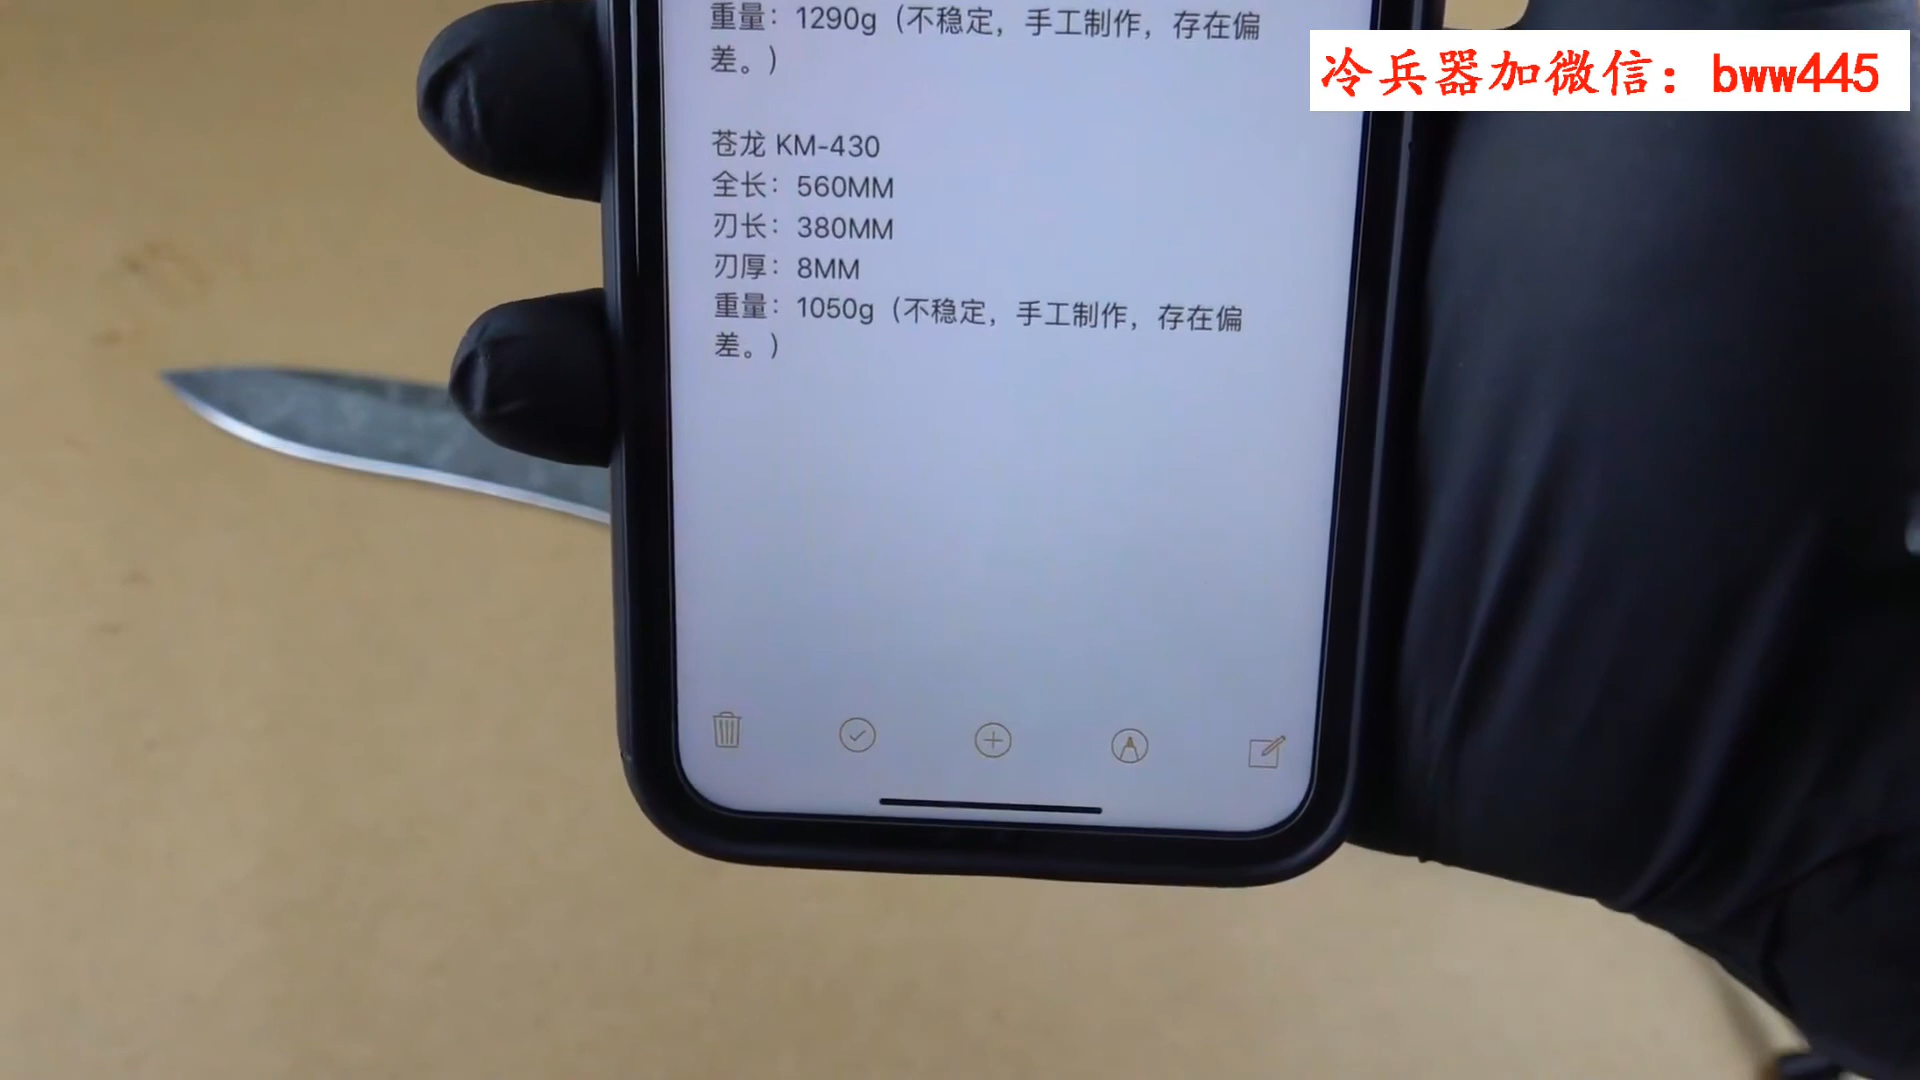 重量：1290g（不稳定，手工制作，存在偏
差。）
冷兵器加微信：bww445
苍龙 KM-430
全长：560MM
刃长：380MM
刃厚：8MM
重量：1050g（不稳定，手工制作，存在偏
差。）